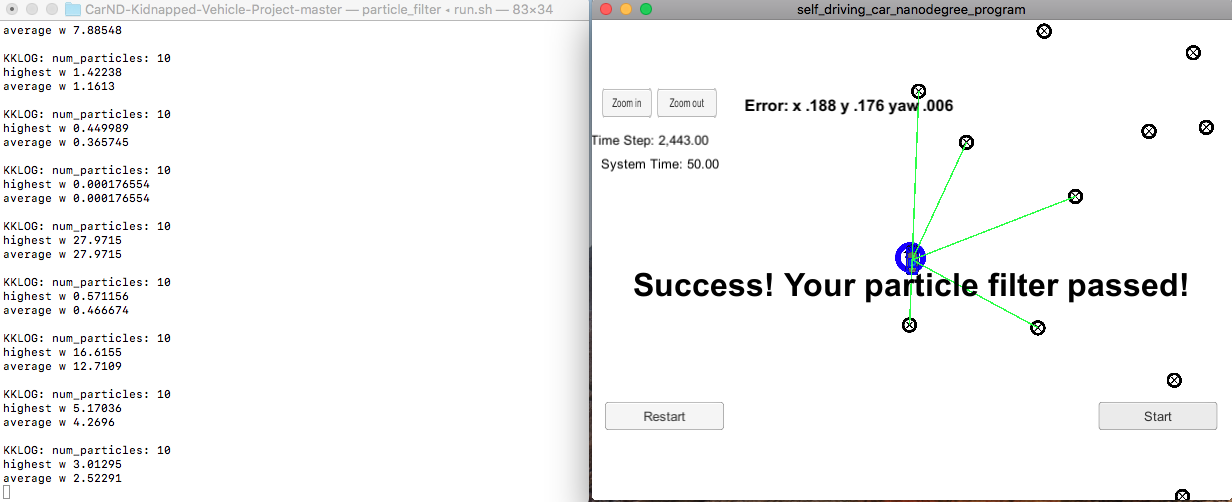 CarND-Kidnapped-Vehicle-Project-master — particle_filter ◂ run.sh — 83×34
average w 7.88548
KKLOG: num_particles: 10
highest w 1.42238
average w 1.1613
KKLOG: num_particles: 10
highest w 0.449989
average w 0.365745
KKLOG: num_particles: 10
highest w 0.000176554
average w 0.000176554
KKLOG: num_particles: 10
highest w 27.9715
average w 27.9715
KKLOG: num_particles: 10
highest w 0.571156
average w 0.466674
KKLOG: num_particles: 10
highest w 16.6155
average w 12.7109
KKLOG: num_particles: 10
highest w 5.17036
average w 4.2696
KKLOG: num_particles: 10
highest w 3.01295
average w 2.52291
self_driving_car_nanodegree_program
Zoom in
Zoom out
Error: x .188 y .176 yaw .006
Time Step: 2,443.00
System Time: 50.00
Success! Your particle filter passed!
Restart
Start